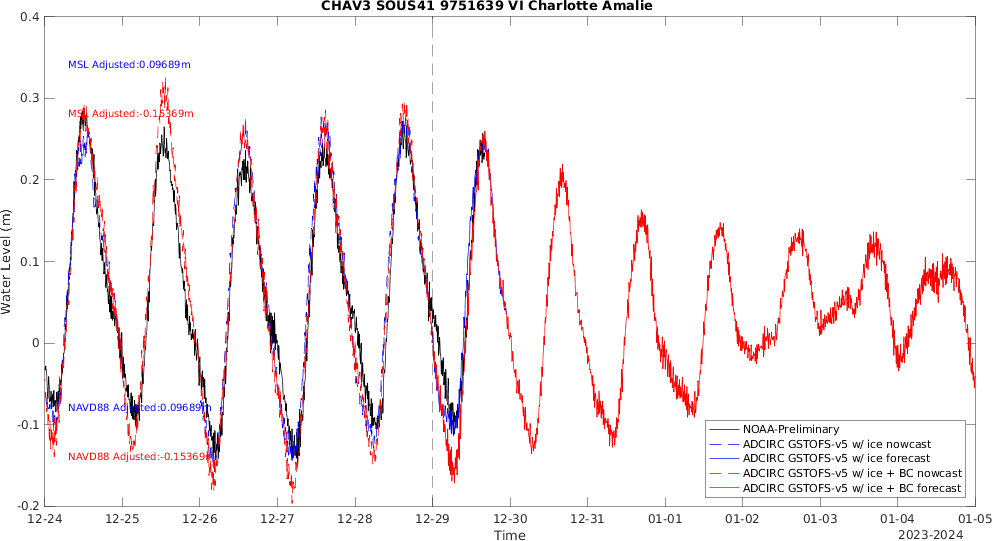 CHAV3 SOUS41 9751639 VI Charlotte Amalie
0.4
0.3
0.2
0.1
0
-0.1
-0.2
Water Level (m)
MSL Adjusted:0.09689m
MSL Adjusted:-0.15369m
NAVD88 Adjusted:0.09689m
NAVD88 Adjusted:-0.15369m
NOAA-Preliminary
ADCIRC GSTOFS-v5 w/ ice nowcast
ADCIRC GSTOFS-v5 w/ ice forecast
ADCIRC GSTOFS-v5 w/ ice + BC nowcast
ADCIRC GSTOFS-v5 w/ ice + BC forecast
12-24 12-25 12-26 12-27 12-28 12-29 12-30 12-31 01-01 01-02 01-03 01-04 01-05
Time
2023-2024